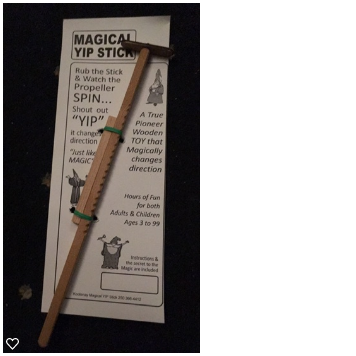 MAGICAL
YIP STICK
Rub the Stick
& Watch the
Propeller
SPIN...
Shout out
"YIP"
it changes
direction
"Just like
MAGIC"
A True
Pioneer
Wooden
TOY that
Magically
changes
direction
Hours of Fun
for both
Adults & Children
Ages 3 to 99
Instructions &
the secret to the
Magic are included